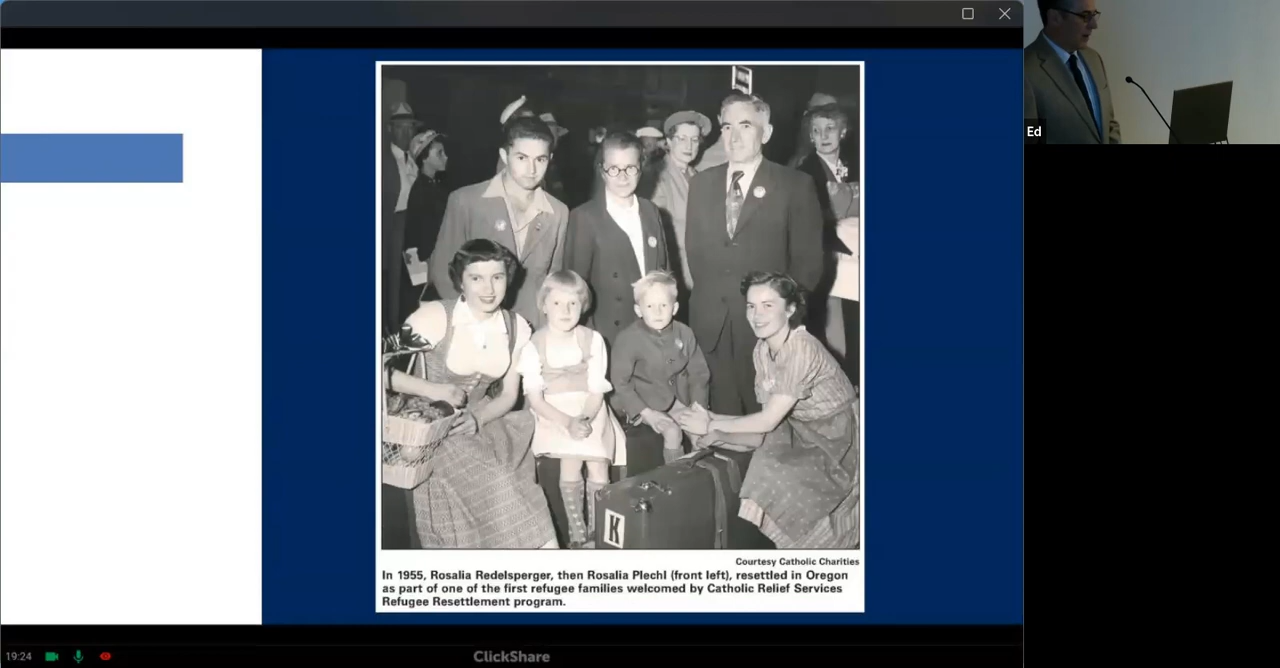 Ed
K
Courtesy Catholic Charities
In 1955, Rosalia Redelsperger, then Rosalia Plechl (front left), resettled in Oregon
as part of one of the first refugee families welcomed by Catholic Relief Services
Refugee Resettlement program.
19:24
ClickShare